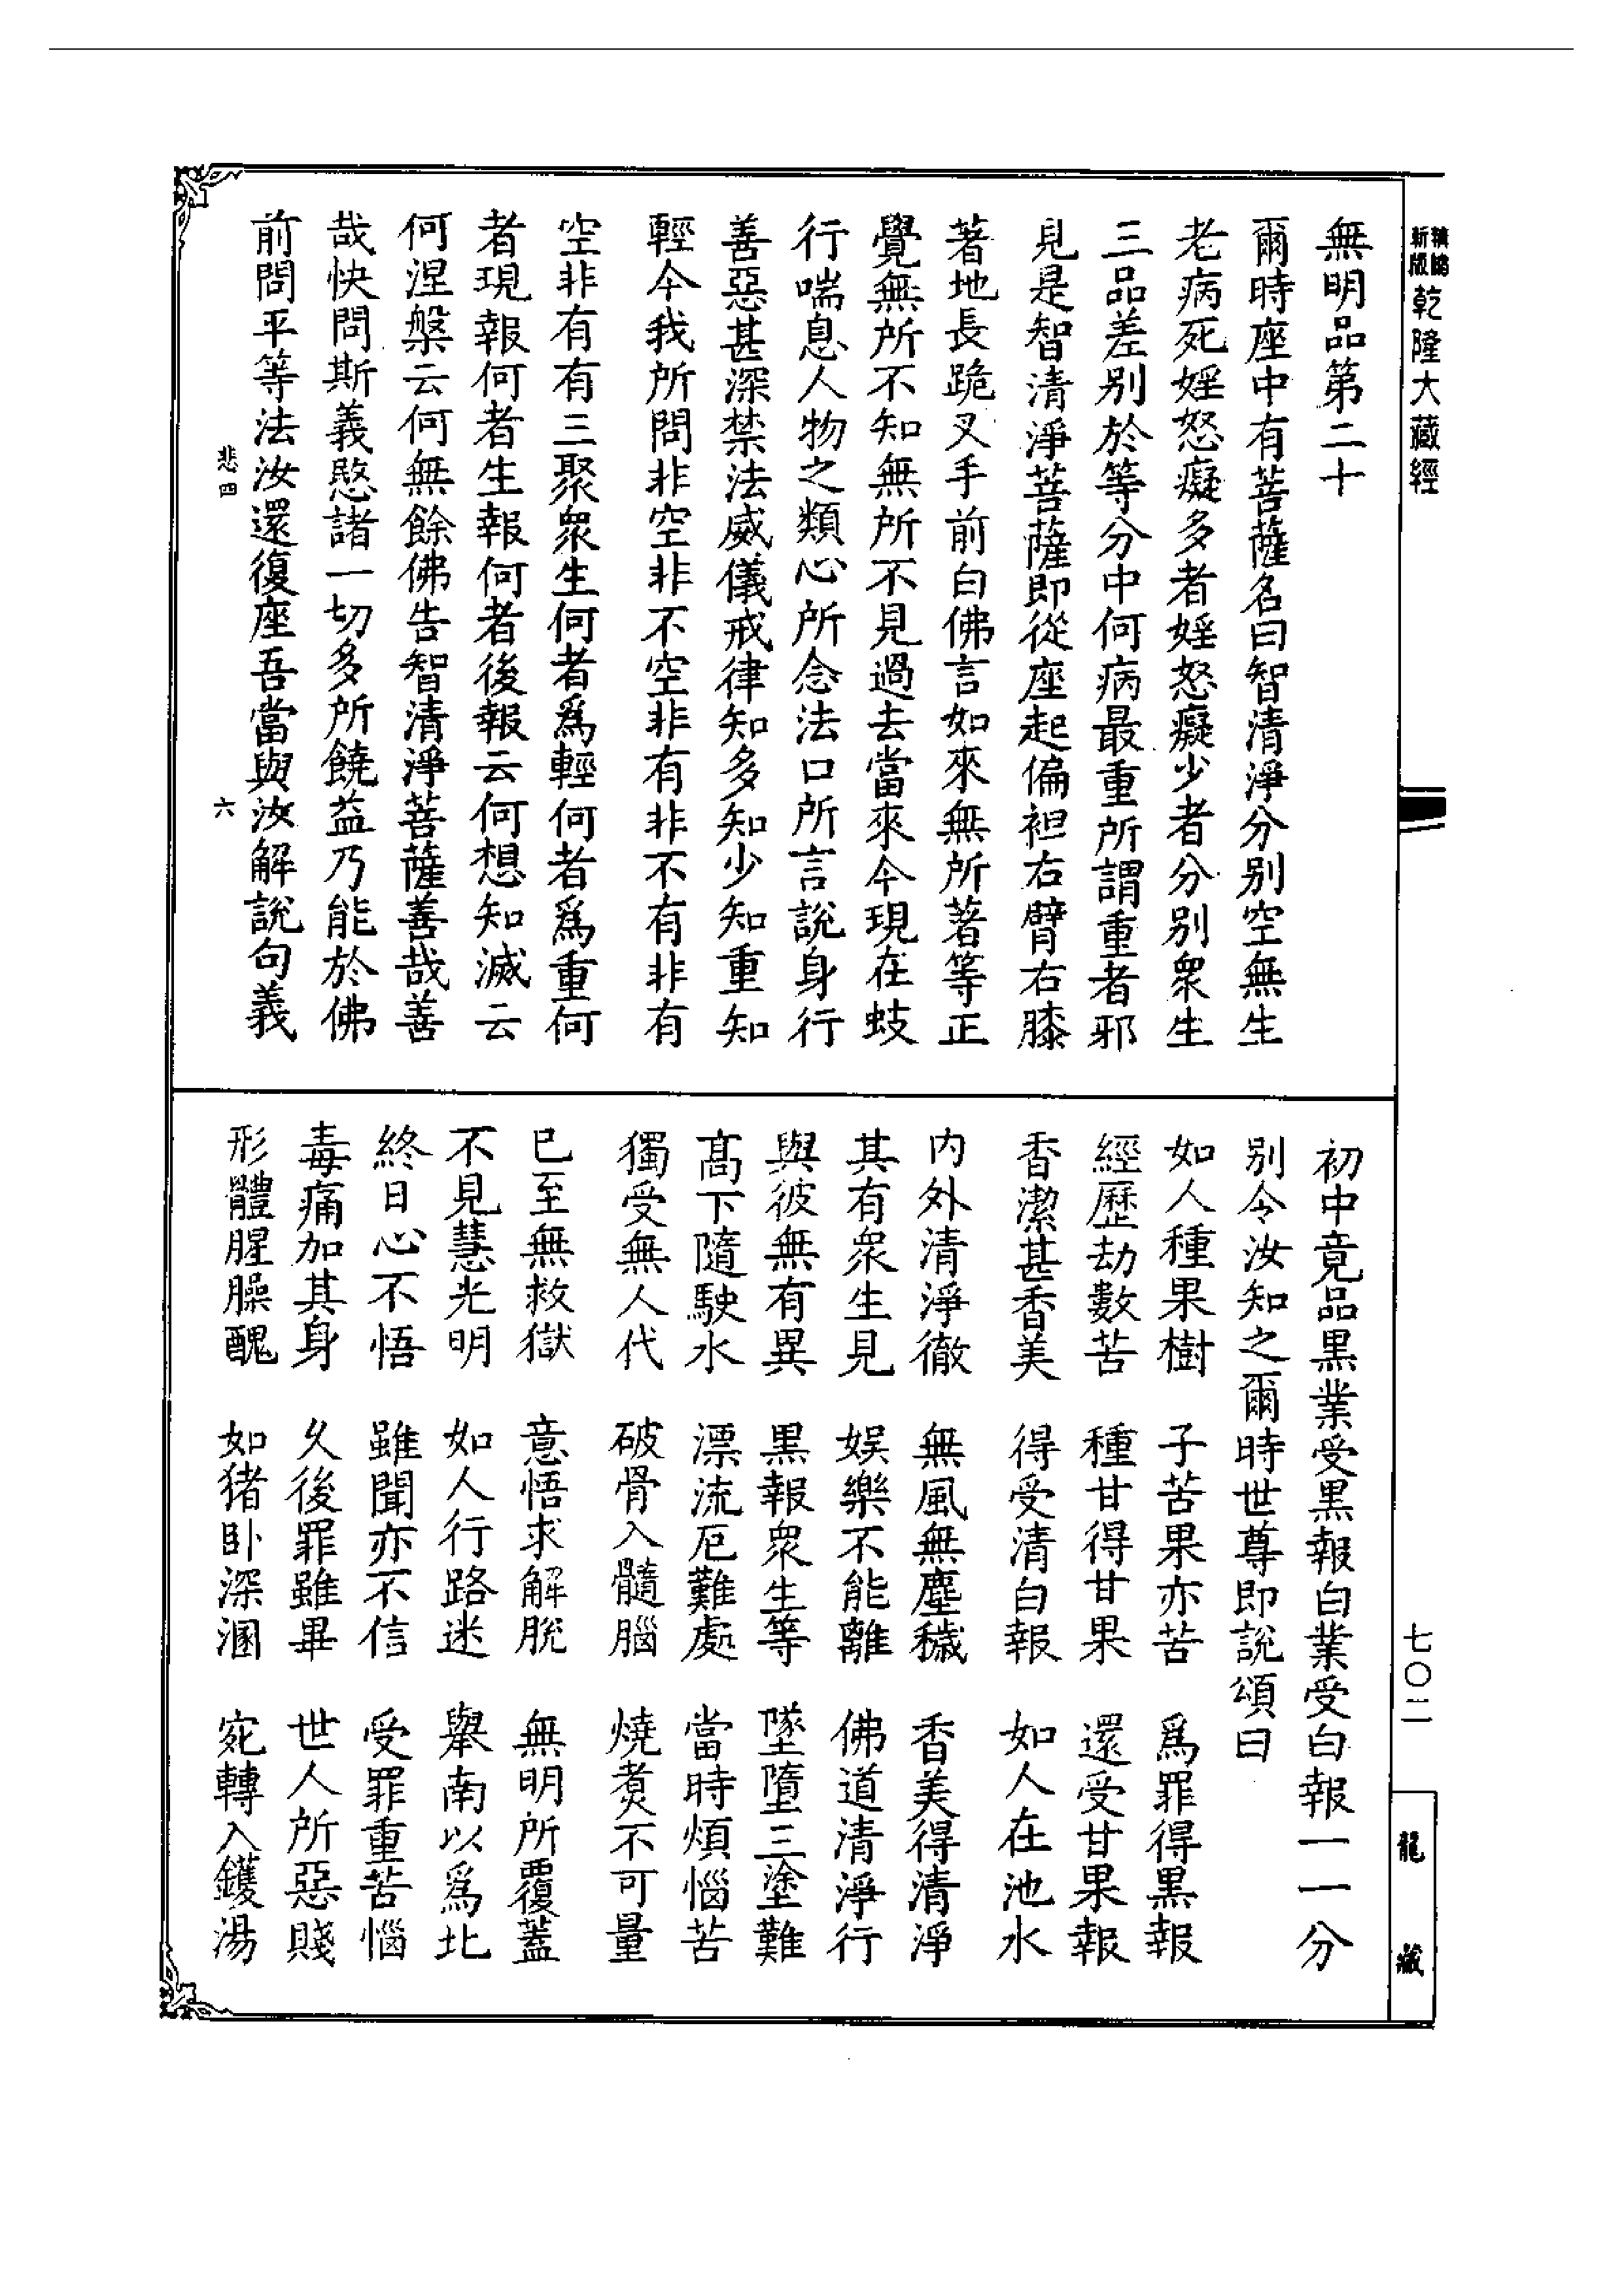 新版
乾隆大藏經
無明品第二十
爾時座中有菩薩名曰智清淨分别空無生
老病死婬怒癡多者婬怒癡少者分别衆生
三品差别於等分中何病最重所謂重者邪
見是智清淨菩薩即從座起偏袒右臂右膝
著地長跪叉手前白佛言如來無所著等正
覺無所不知無所不見過去當來今現在蚑
行喘息人物之類心所念法口所言說身行
善惡甚深禁法威儀戒律知多知少知重知
輕今我所問非空非不空非有非不有非有
空非有有三聚衆生何者爲輕何者爲重何
者現報何者生報何者後報云何想知滅云
何涅槃云何無餘佛告智清淨菩薩善哉善
哉快問斯義愍諸一切多所饒益乃能於佛
前問平等法汝還復座吾當與汝解說句義
悲四
六
初中竟品黒業受黒報白業受白報一一分
别令汝知之爾時世尊即說頌曰
如人種果樹　子苦果亦苦　爲罪得黒報
經歷劫數苦　種甘得甘果　還受甘果報
香潔甚香美　得受清白報　如人在池水
内外清淨徹　無風無塵穢　香美得清淨
其有衆生見　娱樂不能離　佛道清淨行
與彼無有異　黒報衆生等　墜墮三塗難
髙下隨駛水　漂流厄難處　當時煩惱苦
獨受無人代　破骨入髓腦　燒煑不可量
已至無救獄　意悟求解脫　無明所覆蓋
不見慧光明　如人行路迷　舉南以爲北
終日心不悟　雖聞亦不信　受罪重苦惱
毒痛加其身　久後罪雖畢　世人所惡賤
形體腥臊醜　如猪卧深溷　宛轉入鑊湯
七〇二
龍藏